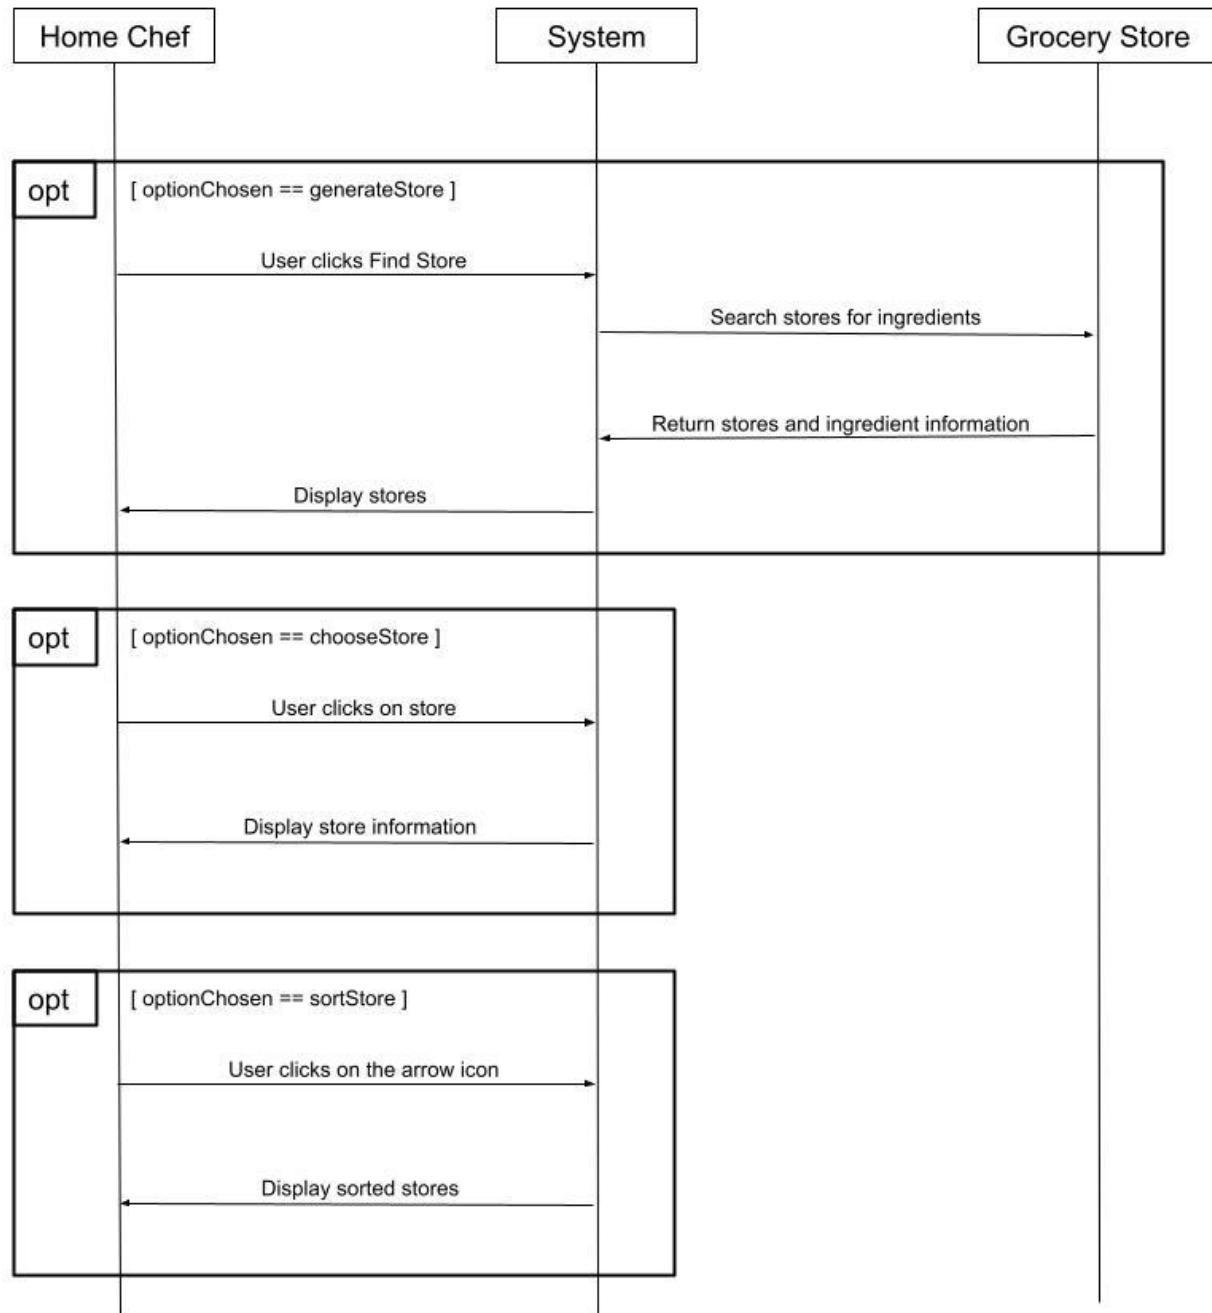 Home Chef
System
Grocery Store
opt
[ optionChosen == generateStore ]
User clicks Find Store
Search stores for ingredients
Return stores and ingredient information
Display stores
opt
[ optionChosen == chooseStore ]
User clicks on store
Display store information
opt
[ optionChosen == sortStore ]
User clicks on the arrow icon
Display sorted stores